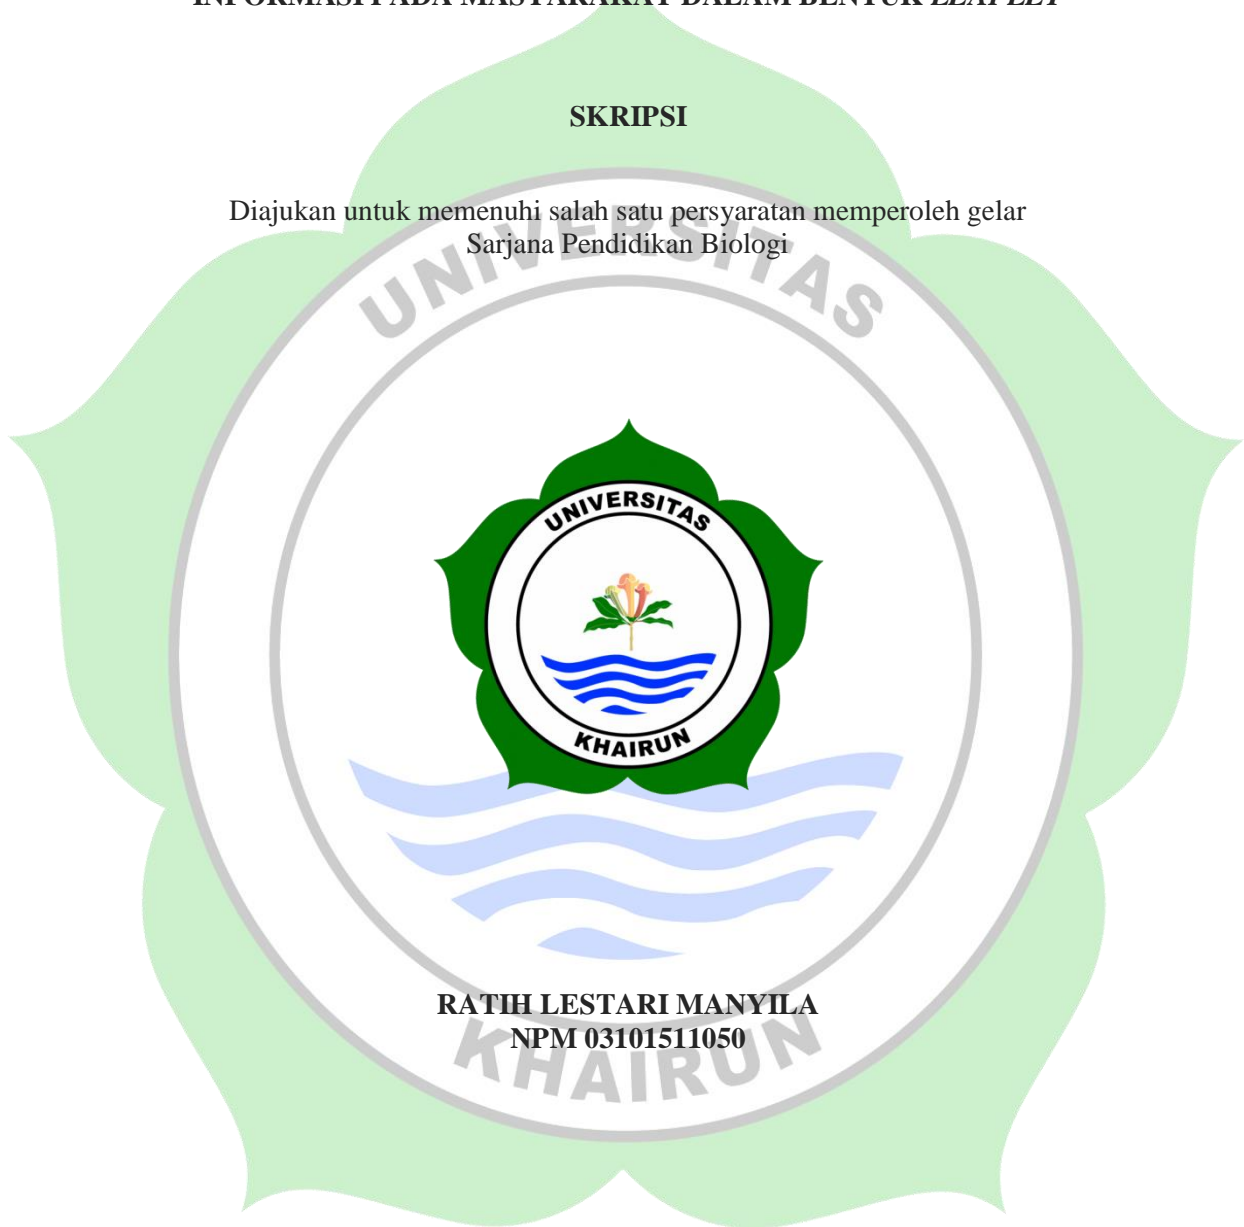 INFORMASI PADA MASYARAKAT DALAM BENTUK LEAFLET
SKRIPSI
Diajukan untuk memenuhi salah satu persyaratan memperoleh gelar
Sarjana Pendidikan Biologi
UNIVERSITAS
UNIVERSITAS
KHAIRUN
RATIH LESTARI MANYILA
NPM 03101511050
KHAIRUN